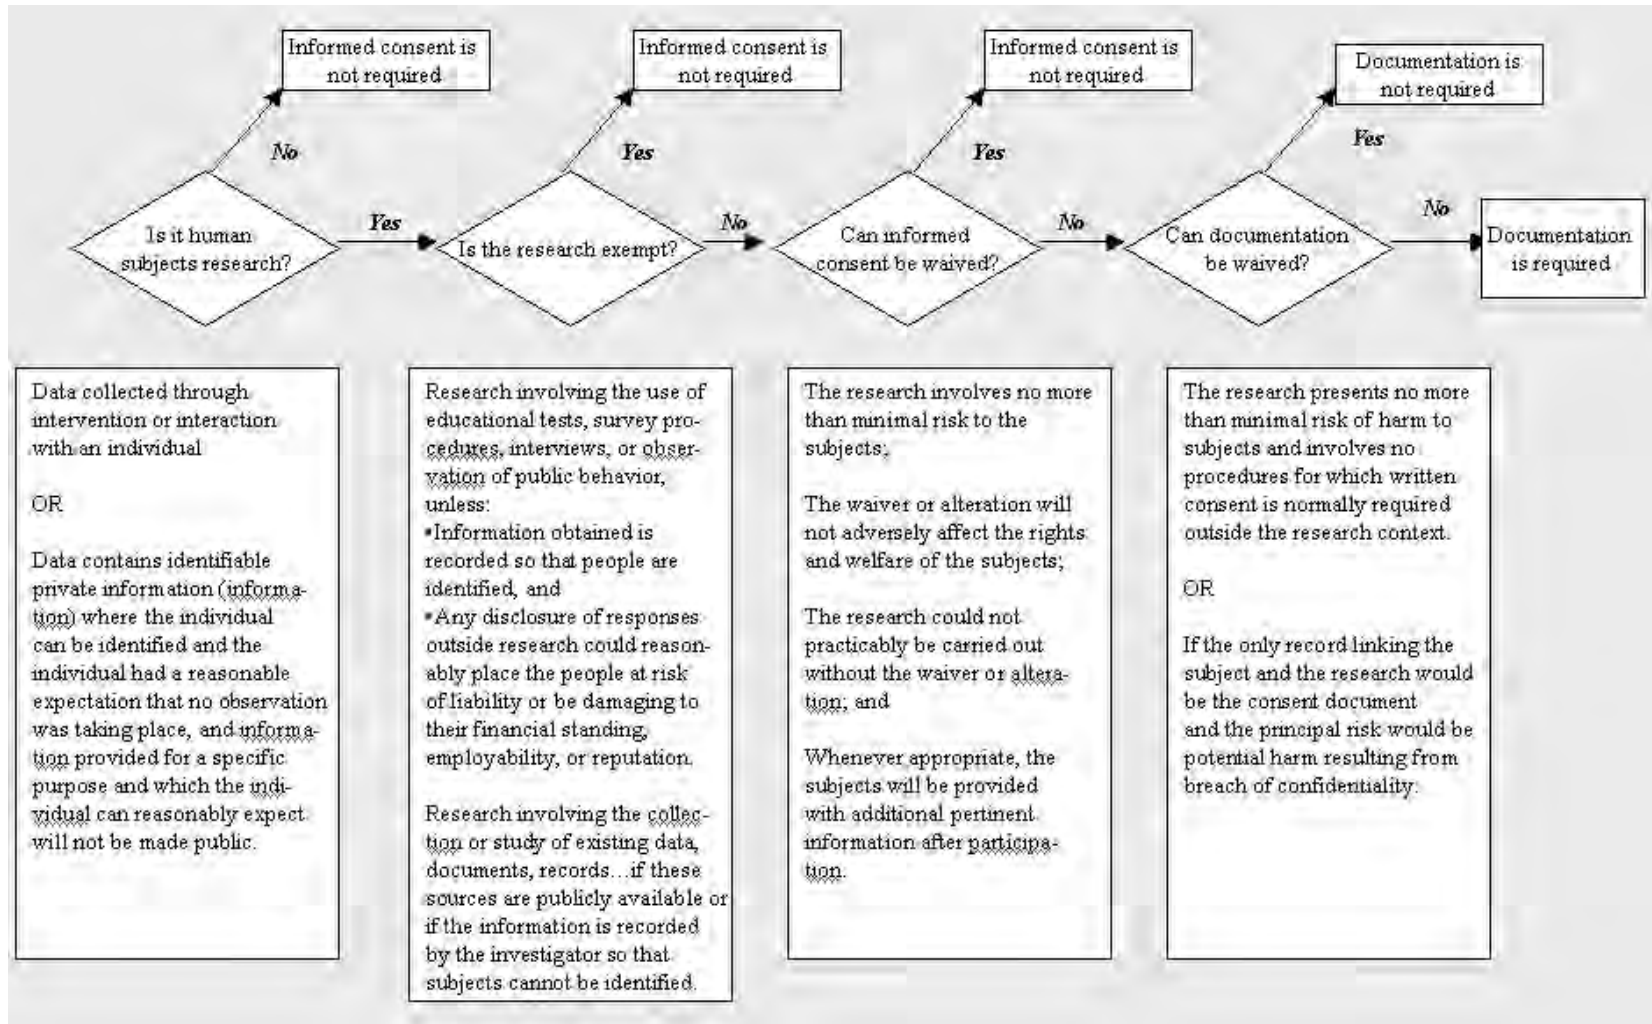 Informed consent is
not required
Informed consent is
not required
Informed consent is
not required
Documentation is
not required
No
Yes
Yes
Yes
Is it human
subjects research?
Yes
Is the research exempt?
No
Can informed
consent be waived?
No
Can documentation
be waived?
No
Documentation
is required
Data collected through
intervention or interaction
with an individual
OR
Data contains identifiable
private information (informa-
tion) where the individual
can be identified and the
individual had a reasonable
expectation that no observation
was taking place, and informa-
tion provided for a specific
purpose and which the indi-
vidual can reasonably expect
will not be made public.
Research involving the use of
educational tests, survey pro-
cedures, interviews, or obser-
vation of public behavior,
unless:
•Information obtained is
recorded so that people are
identified, and
•Any disclosure of responses
outside research could reason-
ably place the people at risk
of liability or be damaging to
their financial standing,
employability, or reputation.
Research involving the collec-
tion or study of existing data,
documents, records...if these
sources are publicly available or
if the information is recorded
by the investigator so that
subjects cannot be identified.
The research involves no more
than minimal risk to the
subjects;
The waiver or alteration will
not adversely affect the rights
and welfare of the subjects;
The research could not
practicably be carried out
without the waiver or altera-
tion; and
Whenever appropriate, the
subjects will be provided
with additional pertinent
information after participa-
tion.
The research presents no more
than minimal risk of harm to
subjects and involves no
procedures for which written
consent is normally required
outside the research context.
OR
If the only record linking the
subject and the research would
be the consent document
and the principal risk would be
potential harm resulting from
breach of confidentiality.